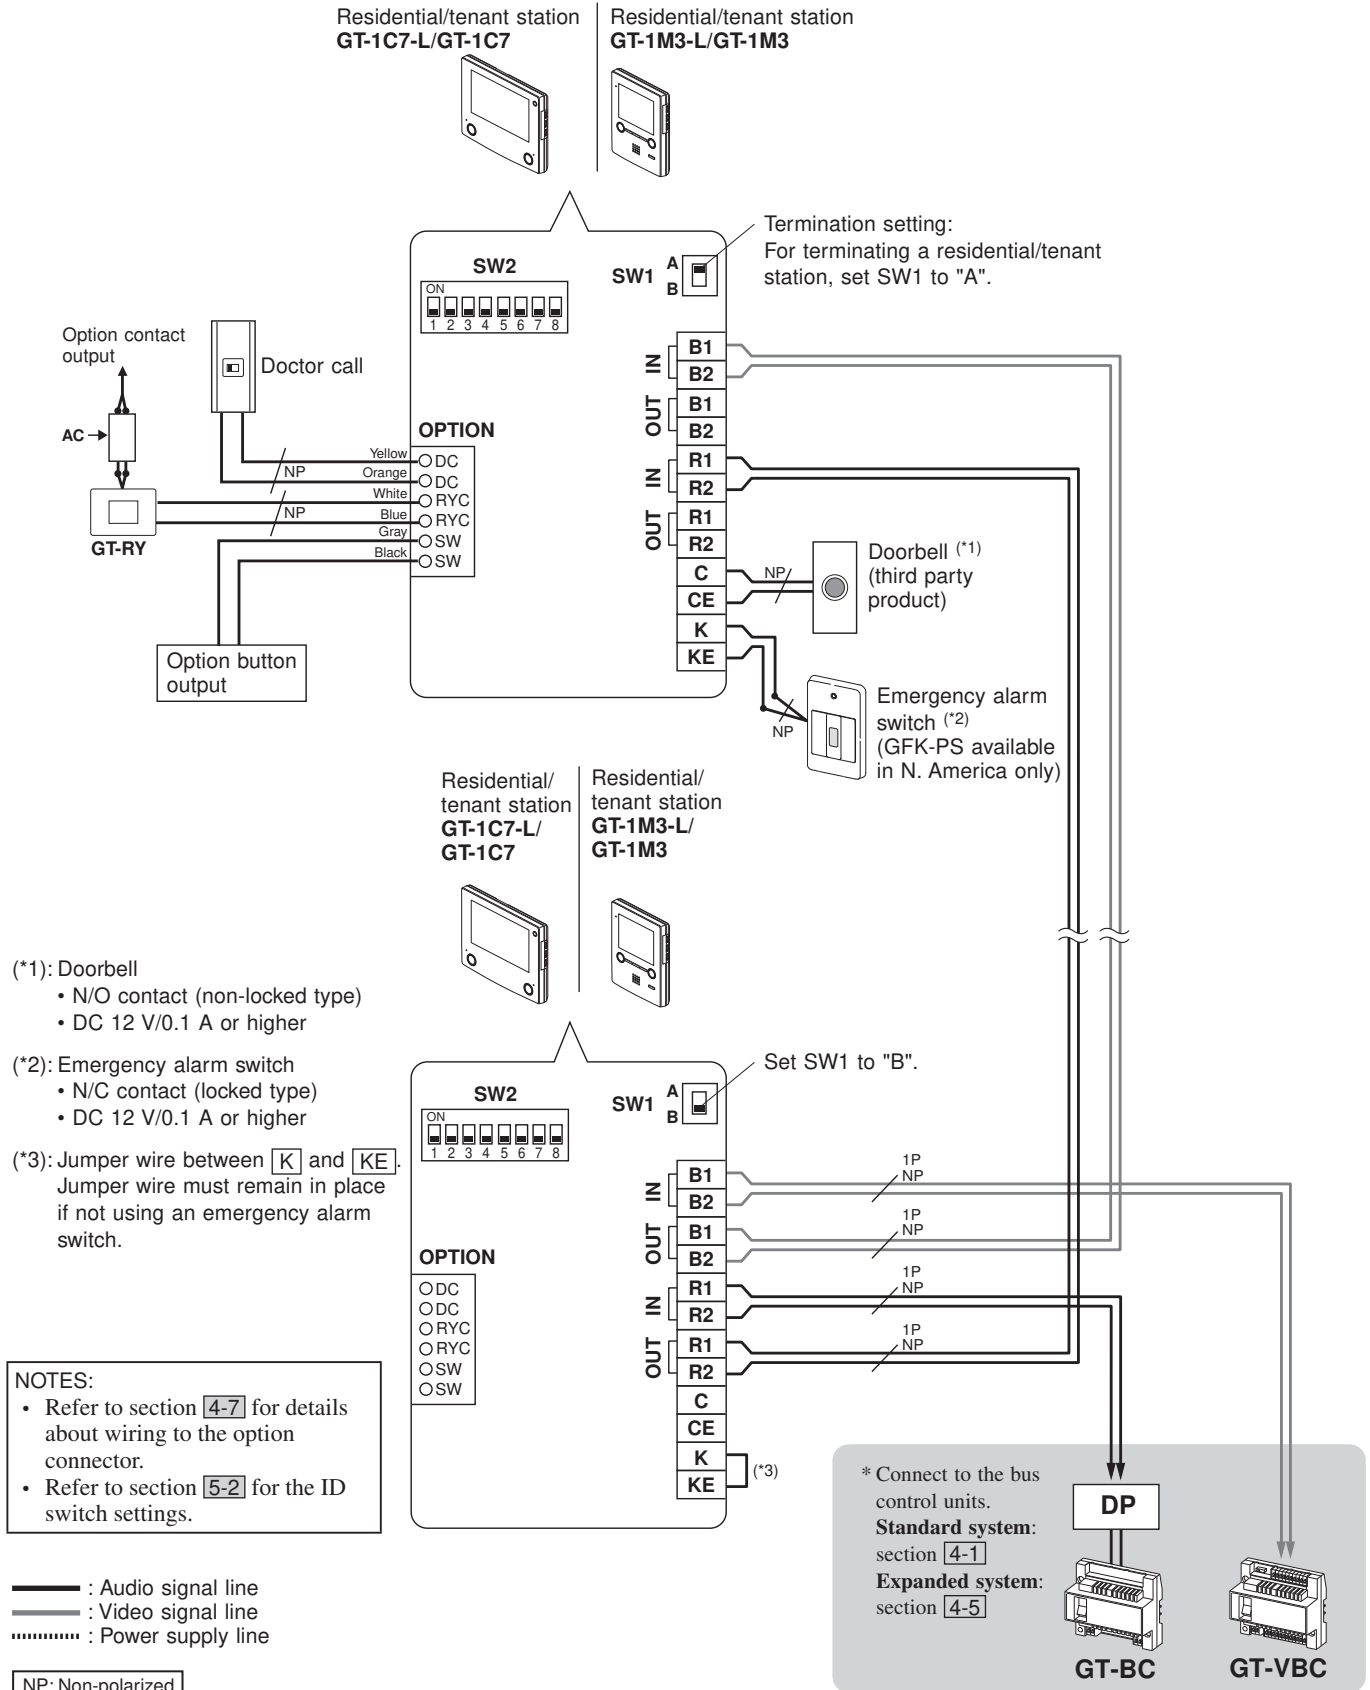 Residential/tenant station
GT-1C7-L/GT-1C7
Residential/tenant station
GT-1M3-L/GT-1M3
Termination setting:
For terminating a residential/tenant
station, set SW1 to "A".
SW2
ON
1 2 3 4 5 6 7 8
SW1
A
B
Option contact
output
AC
GT-RY
Doctor call
NP
NP
Yellow
Orange
White
Blue
Gray
Black
OPTION
DC
DC
RYC
RYC
SW
SW
Option button
output
IN
B1
B2
OUT
B1
B2
IN
R1
R2
OUT
R1
R2
C
CE
K
KE
NP
Doorbell (*1)
(third party
product)
NP
Emergency alarm
switch (*2)
(GFK-PS available
in N. America only)
Residential/
tenant station
GT-1C7-L/
GT-1C7
Residential/
tenant station
GT-1M3-L/
GT-1M3
(*1): Doorbell
• N/O contact (non-locked type)
• DC 12 V/0.1 A or higher
(*2): Emergency alarm switch
• N/C contact (locked type)
• DC 12 V/0.1 A or higher
(*3): Jumper wire between K and KE.
Jumper wire must remain in place
if not using an emergency alarm
switch.
Set SW1 to "B".
SW2
ON
1 2 3 4 5 6 7 8
SW1
A
B
OPTION
DC
DC
RYC
RYC
SW
SW
IN
B1
B2
OUT
B1
B2
IN
R1
R2
OUT
R1
R2
C
CE
K
KE
(*3)
1P
NP
1P
NP
1P
NP
1P
NP
NOTES:
• Refer to section 4-7 for details
about wiring to the option
connector.
• Refer to section 5-2 for the ID
switch settings.
* Connect to the bus
control units.
Standard system:
section 4-1
Expanded system:
section 4-5
DP
GT-BC
GT-VBC
: Audio signal line
: Video signal line
: Power supply line
NP: Non-polarized